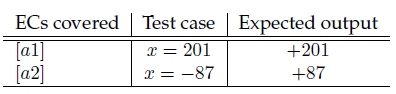 ECs covered Test case Expected output
[a1] x = 201 +201
[a2] x = −87 +87